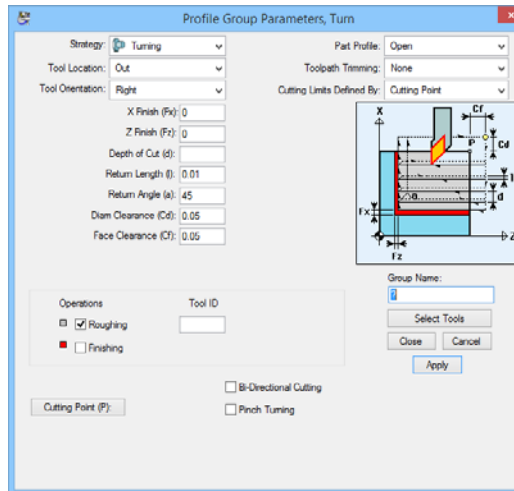 Profile Group Parameters, Turn
Strategy: Turning
Part Profile: Open
Tool Location: Out
Toolpath Trimming: None
Tool Orientation: Right
Cutting Limits Defined By: Cutting Point
X Finish (Fx): 0
Z Finish (Fz): 0
Depth of Cut (d):
Return Length (l): 0.01
Return Angle (a): 45
Diam Clearance (Cd): 0.05
Face Clearance (Cf): 0.05
X
Cf
P
Cd
l
a
d
Fx
Z
Fz
Group Name:
?
Operations
Tool ID
Select Tools
Roughing
Close
Cancel
Finishing
Apply
Bi-Directional Cutting
Cutting Point (P):
Pinch Turning